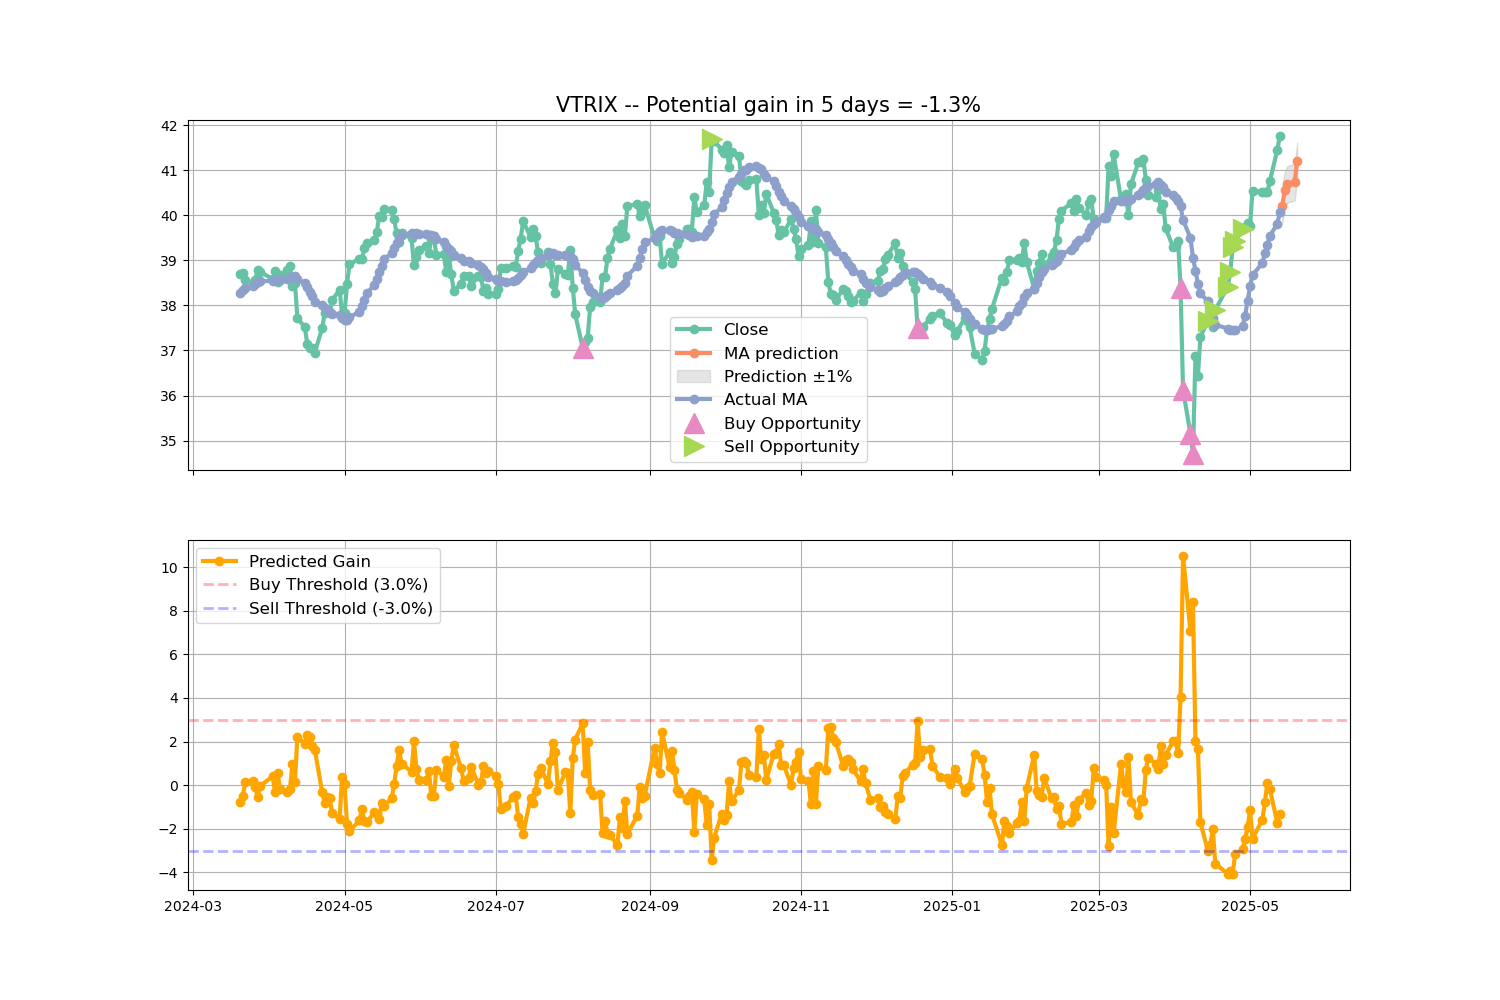 VTRIX -- Potential gain in 5 days = -1.3%
42
41
40
39
38
37
36
35
Close
MA prediction
Prediction ±1%
Actual MA
Buy Opportunity
Sell Opportunity
10
8
6
4
2
0
−2
−4
Predicted Gain
Buy Threshold (3.0%)
Sell Threshold (-3.0%)
2024-03
2024-05
2024-07
2024-09
2024-11
2025-01
2025-03
2025-05